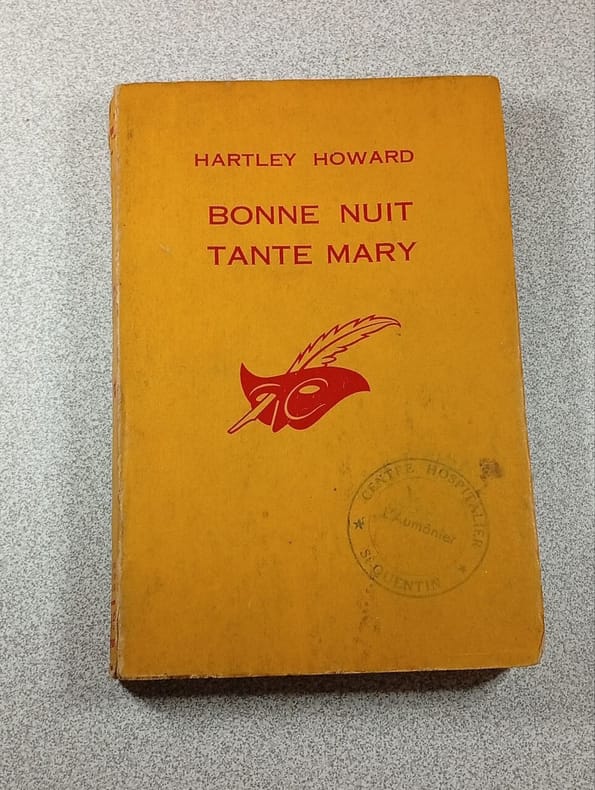 HARTLEY HOWARD
BONNE NUIT
TANTE MARY
CENTRE HOSPITALIER
L'Aumônier
★ St QUENTIN ★